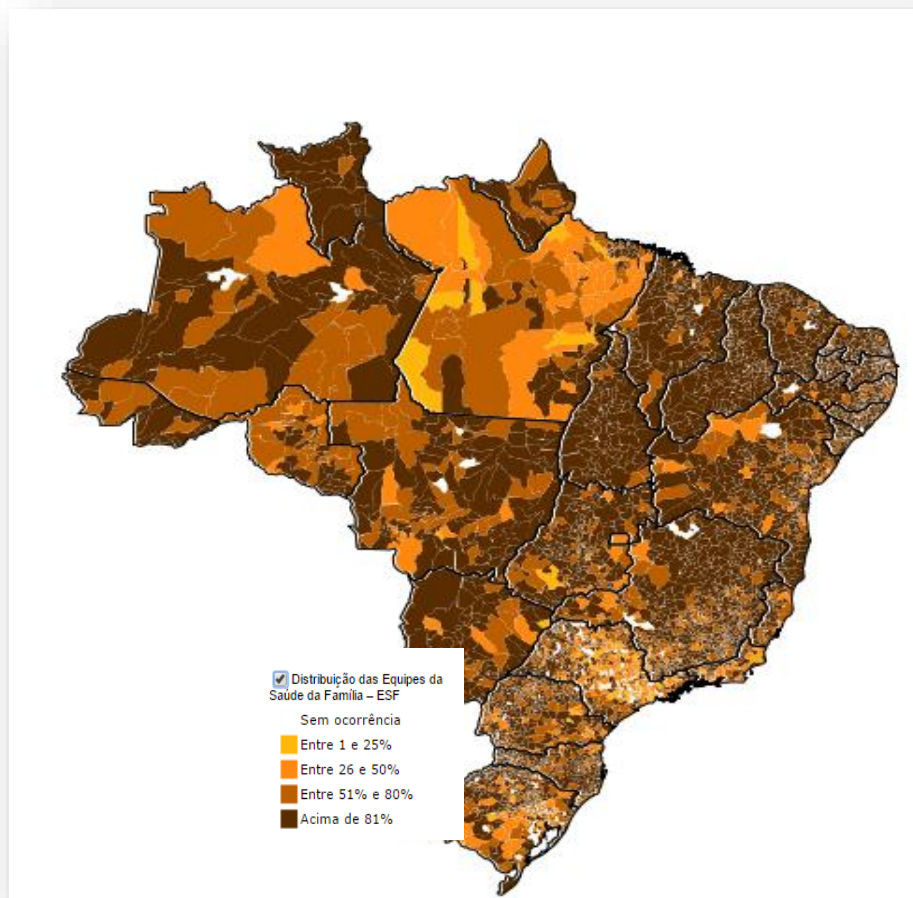 Distribuição das Equipes da
Saúde da Família – ESF
Sem ocorrência
Entre 1 e 25%
Entre 26 e 50%
Entre 51% e 80%
Acima de 81%